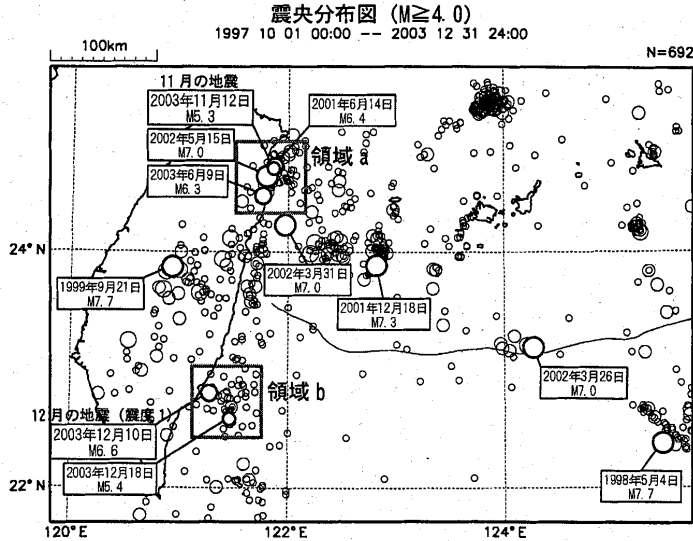 震央分布図 (M≧4.0)
1997 10 01 00:00 -- 2003 12 31 24:00
100km
N=692
11月の地震
2003年11月12日
M5.3
2001年6月14日
M6.4
2002年5月15日
M7.0
領域a
2003年6月9日
M6.3
24°N
1999年9月21日
M7.7
2002年3月31日
M7.0
2001年12月18日
M7.3
2002年3月26日
M7.0
領域b
12月の地震 (震度1)
2003年12月10日
M6.6
2003年12月18日
M5.4
1998年5月4日
M7.7
22°N
120°E
122°E
124°E